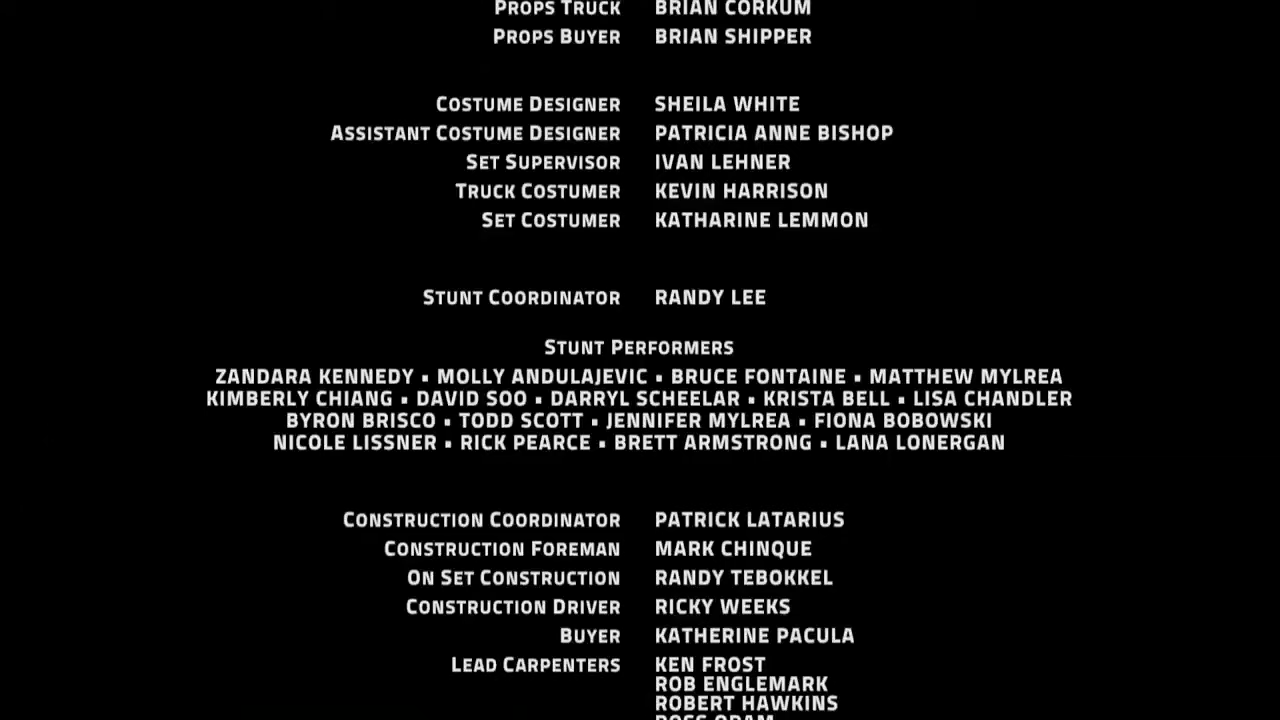 Props Truck BRIAN CORKUM
Props Buyer BRIAN SHIPPER
Costume Designer SHEILA WHITE
Assistant Costume Designer PATRICIA ANNE BISHOP
Set Supervisor IVAN LEHNER
Truck Costumer KEVIN HARRISON
Set Costumer KATHARINE LEMMON
Stunt Coordinator RANDY LEE
Stunt Performers
ZANDARA KENNEDY ▪ MOLLY ANDULAJEVIC ▪ BRUCE FONTAINE ▪ MATTHEW MYLREA
KIMBERLY CHIANG ▪ DAVID SOO ▪ DARRYL SCHEELAR ▪ KRISTA BELL ▪ LISA CHANDLER
BYRON BRISCO ▪ TODD SCOTT ▪ JENNIFER MYLREA ▪ FIONA BOBOWSKI
NICOLE LISSNER ▪ RICK PEARCE ▪ BRETT ARMSTRONG ▪ LANA LONERGAN
Construction Coordinator PATRICK LATARIUS
Construction Foreman MARK CHINQUE
On Set Construction RANDY TEBOKKEL
Construction Driver RICKY WEEKS
Buyer KATHERINE PACULA
Lead Carpenters KEN FROST
ROB ENGLEMARK
ROBERT HAWKINS